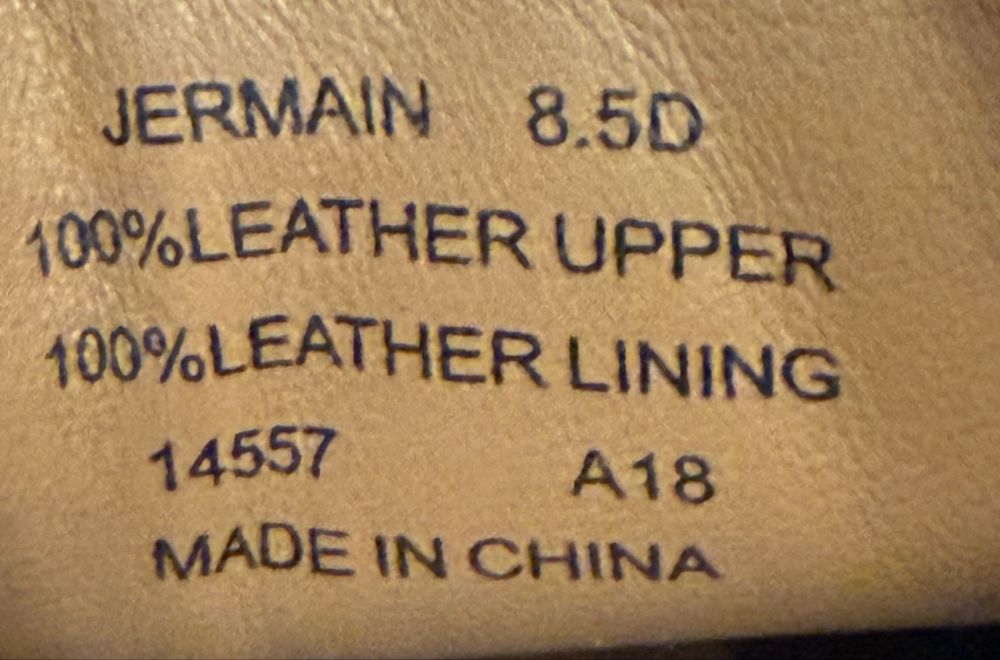 JERMAIN 8.5D
100%LEATHER UPPER
100%LEATHER LINING
14557 A18
MADE IN CHINA